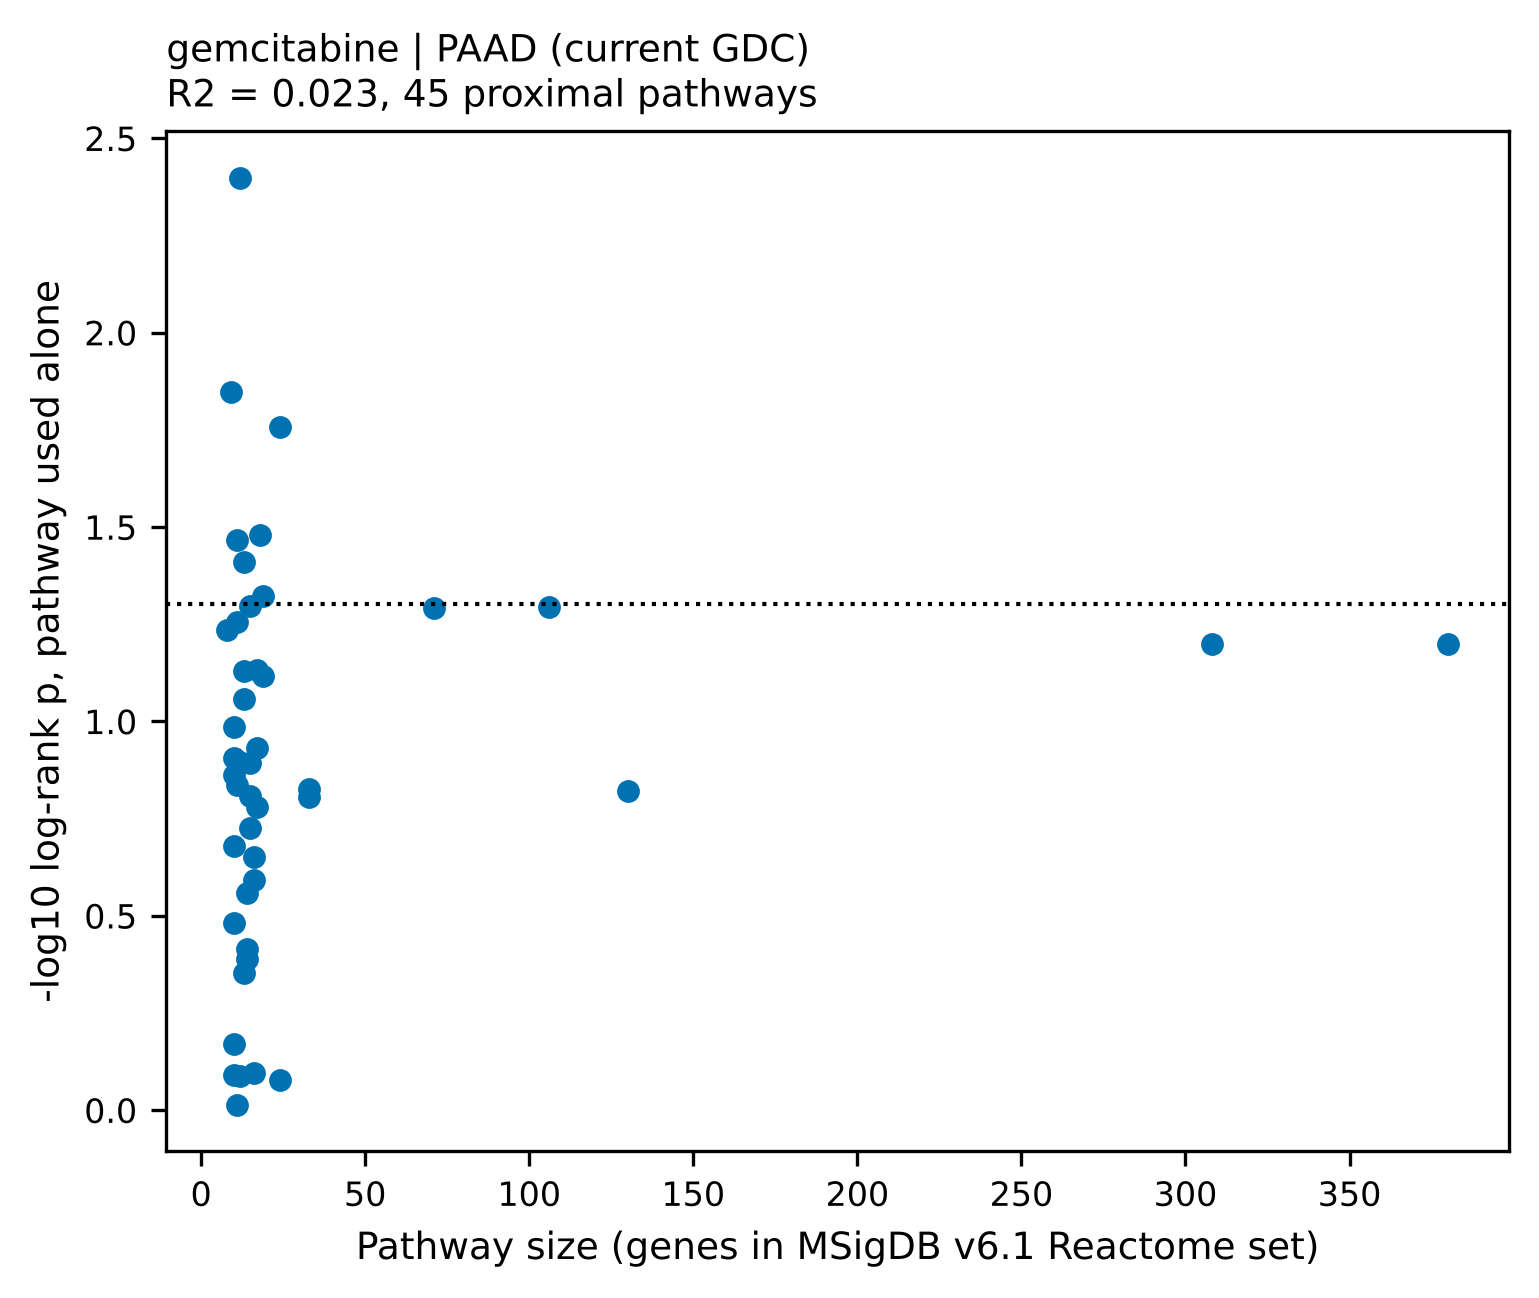 gemcitabine | PAAD (current GDC)
R2 = 0.023, 45 proximal pathways
-log10 log-rank p, pathway used alone
2.5
2.0
1.5
1.0
0.5
0.0
0 50 100 150 200 250 300 350
Pathway size (genes in MSigDB v6.1 Reactome set)